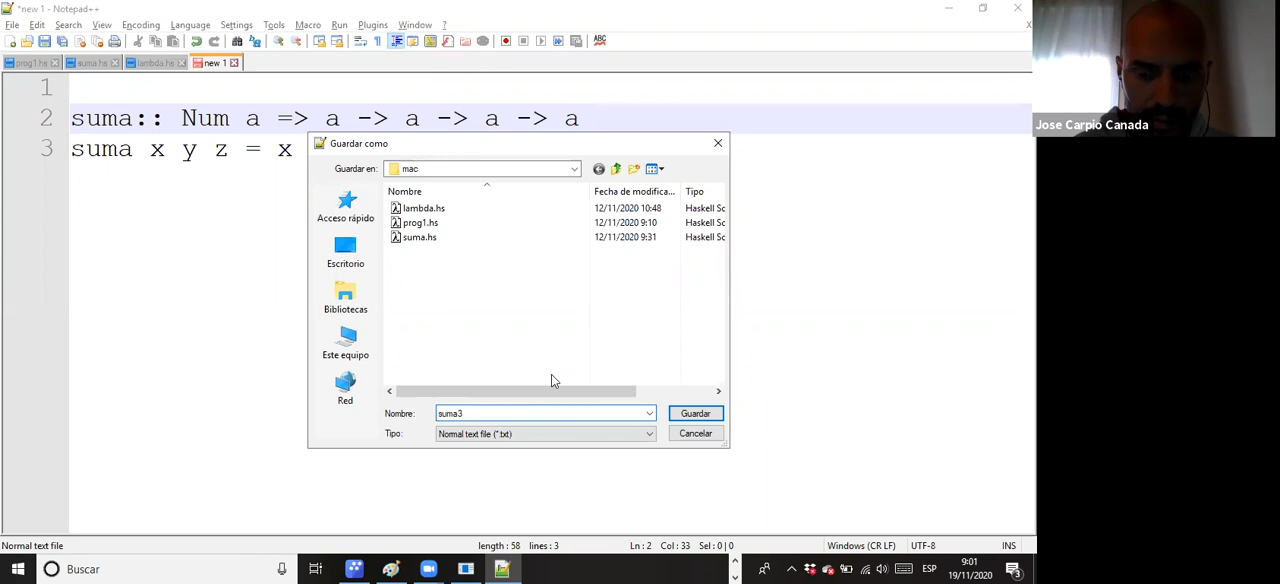 *new 1 - Notepad++
File Edit Search View Encoding Language Settings Tools Macro Run Plugins Window ?
X
prog1.hs suma.hs lambda.hs new 1
1
2 suma:: Num a => a -> a -> a -> a
3 suma x y z = x
Guardar como
Guardar en: mac
Nombre Fecha de modifica... Tipo
lambda.hs 12/11/2020 10:48 Haskell Sc
prog1.hs 12/11/2020 9:10 Haskell Sc
suma.hs 12/11/2020 9:31 Haskell Sc
Acceso rápido
Escritorio
Bibliotecas
Este equipo
Red
Nombre: suma3 Guardar
Tipo: Normal text file (*.txt) Cancelar
Jose Carpio Canada
Normal text file length : 58 lines : 3 Ln : 2 Col : 33 Sel : 0 | 0 Windows (CR LF) UTF-8 INS
Buscar
ESP
9:01
19/11/2020
3